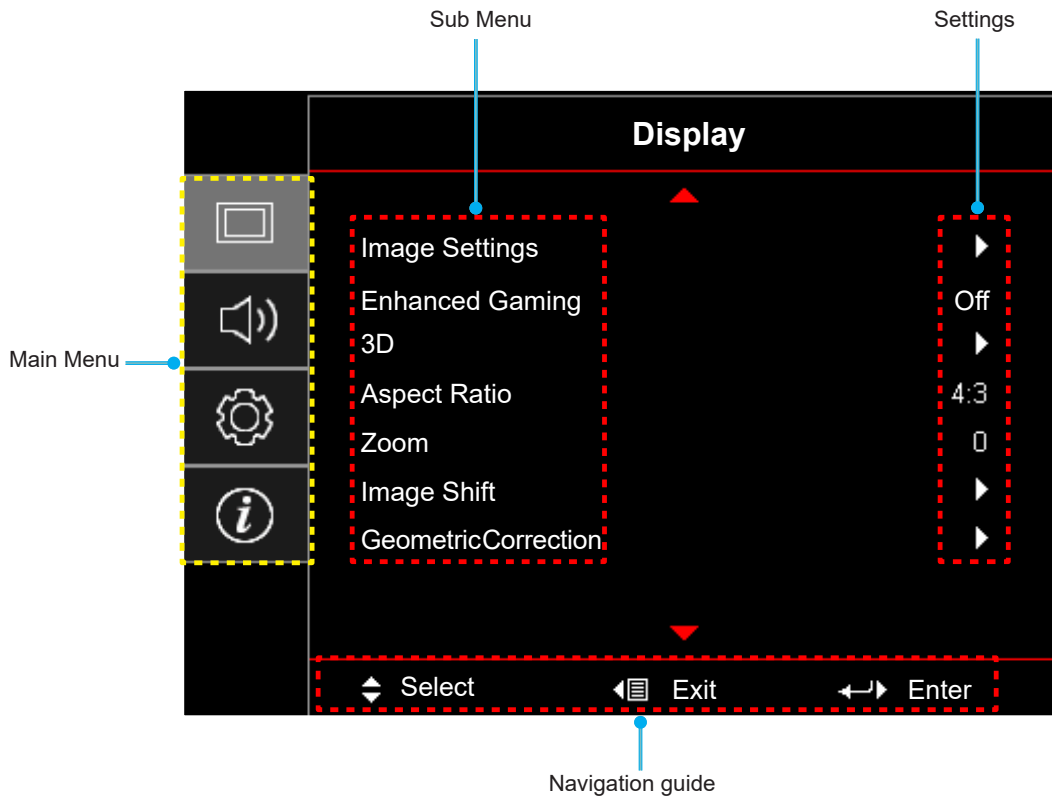 Sub Menu
Settings
Display
Image Settings
Enhanced Gaming Off
3D
Main Menu
Aspect Ratio 4:3
Zoom 0
Image Shift
GeometricCorrection
Select Exit Enter
Navigation guide